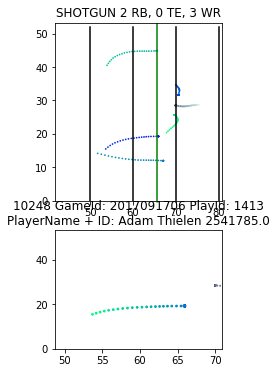 SHOTGUN 2 RB, 0 TE, 3 WR
50
40
30
20
10
0
50 60 70 80
10248 GameId: 2017091706 PlayId: 1413
PlayerName + ID: Adam Thielen 2541785.0
40
20
0
50 55 60 65 70